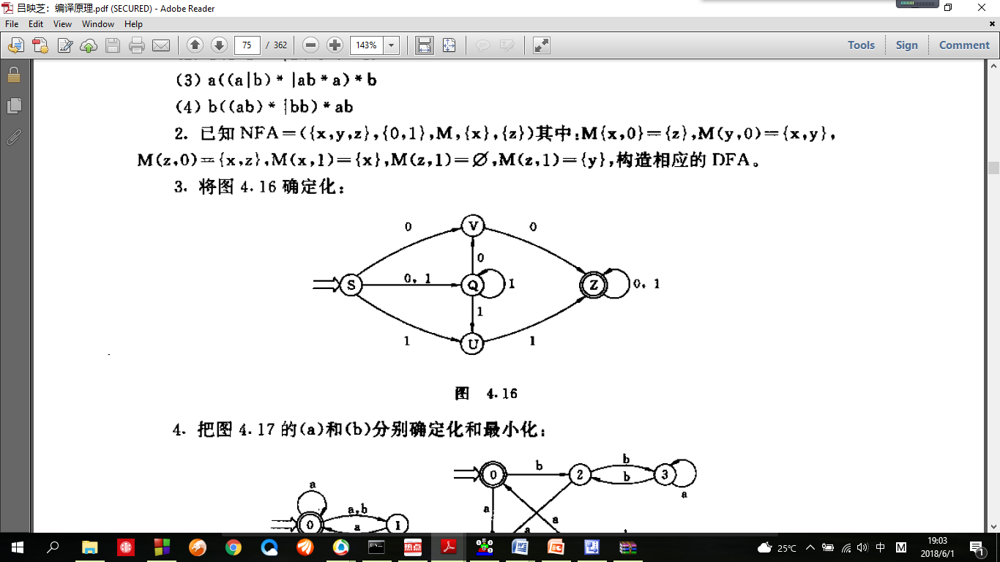 吕映芝：编译原理.pdf (SECURED) - Adobe Reader
File Edit View Window Help
75 / 362 143% Tools Sign Comment
(3) a((a|b)* |ab*a)*b
(4) b((ab)* |bb)*ab
2. 已知 NFA=({x,y,z},{0,1},M,{x},{z})其中:M{x,0}={z},M(y,0)={x,y},
M(z,0)={x,z},M(x,1)={x},M(z,1)=∅,M(z,1)={y},构造相应的 DFA。
3. 将图 4.16 确定化：
0 V 0
0
S 0, 1 Q 1 Z 0, 1
1
1 U 1
图 4.16
4. 把图 4.17 的(a)和(b)分别确定化和最小化：
0 b 2 b b 3 a
a a,b a a a
0 a 1
热点 25℃ 中 M 19:03
2018/6/1 1